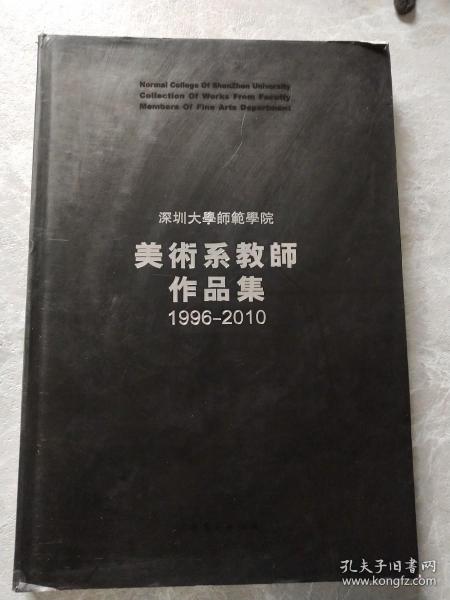 Normal College Of ShenZhen University
Collection Of Works From Faculty
Members Of Fine Arts Department
深圳大學師範學院
美術系教師
作品集
1996-2010
孔夫子旧书网
www.kongfz.com